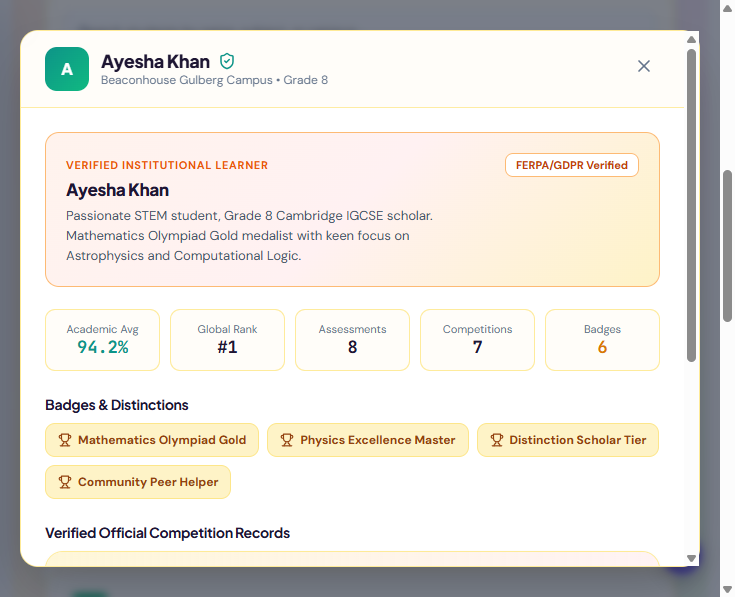 A
Ayesha Khan
Beaconhouse Gulberg Campus • Grade 8
VERIFIED INSTITUTIONAL LEARNER
FERPA/GDPR Verified
Ayesha Khan
Passionate STEM student, Grade 8 Cambridge IGCSE scholar.
Mathematics Olympiad Gold medalist with keen focus on
Astrophysics and Computational Logic.
Academic Avg
94.2%
Global Rank
#1
Assessments
8
Competitions
7
Badges
6
Badges & Distinctions
Mathematics Olympiad Gold
Physics Excellence Master
Distinction Scholar Tier
Community Peer Helper
Verified Official Competition Records